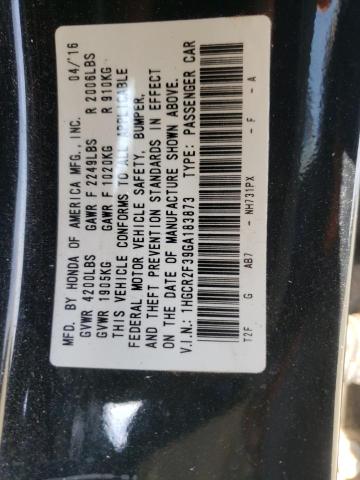 MFD. BY HONDA OF AMERICA MFG., INC. 04/'16
GVWR 4200LBS GAWR F 2249LBS R 2006LBS
GVWR 1905KG GAWR F 1020KG R 910KG
THIS VEHICLE CONFORMS TO ALL APPLICABLE
FEDERAL MOTOR VEHICLE SAFETY, BUMPER,
AND THEFT PREVENTION STANDARDS IN EFFECT
ON THE DATE OF MANUFACTURE SHOWN ABOVE.
V.I.N.: 1HGCR2F39GA183873 TYPE: PASSENGER CAR
T2F G AB7 - NH731PX - F - A